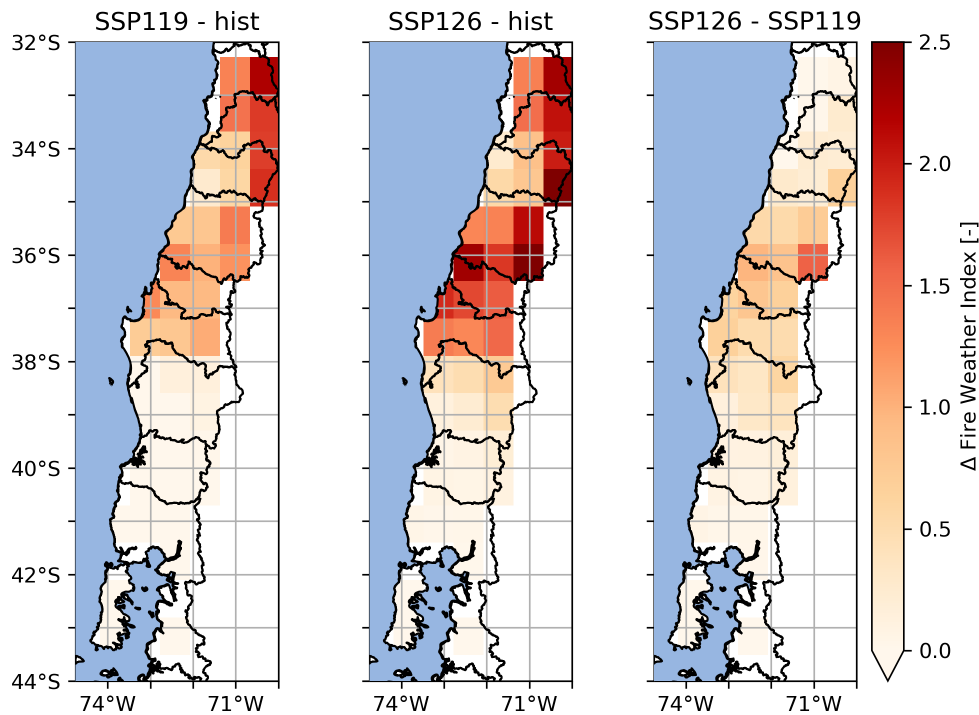 SSP119 - hist
SSP126 - hist
SSP126 - SSP119
32°S
34°S
36°S
38°S
40°S
42°S
44°S
74°W
71°W
74°W
71°W
74°W
71°W
2.5
2.0
1.5
1.0
0.5
0.0
Δ Fire Weather Index [-]